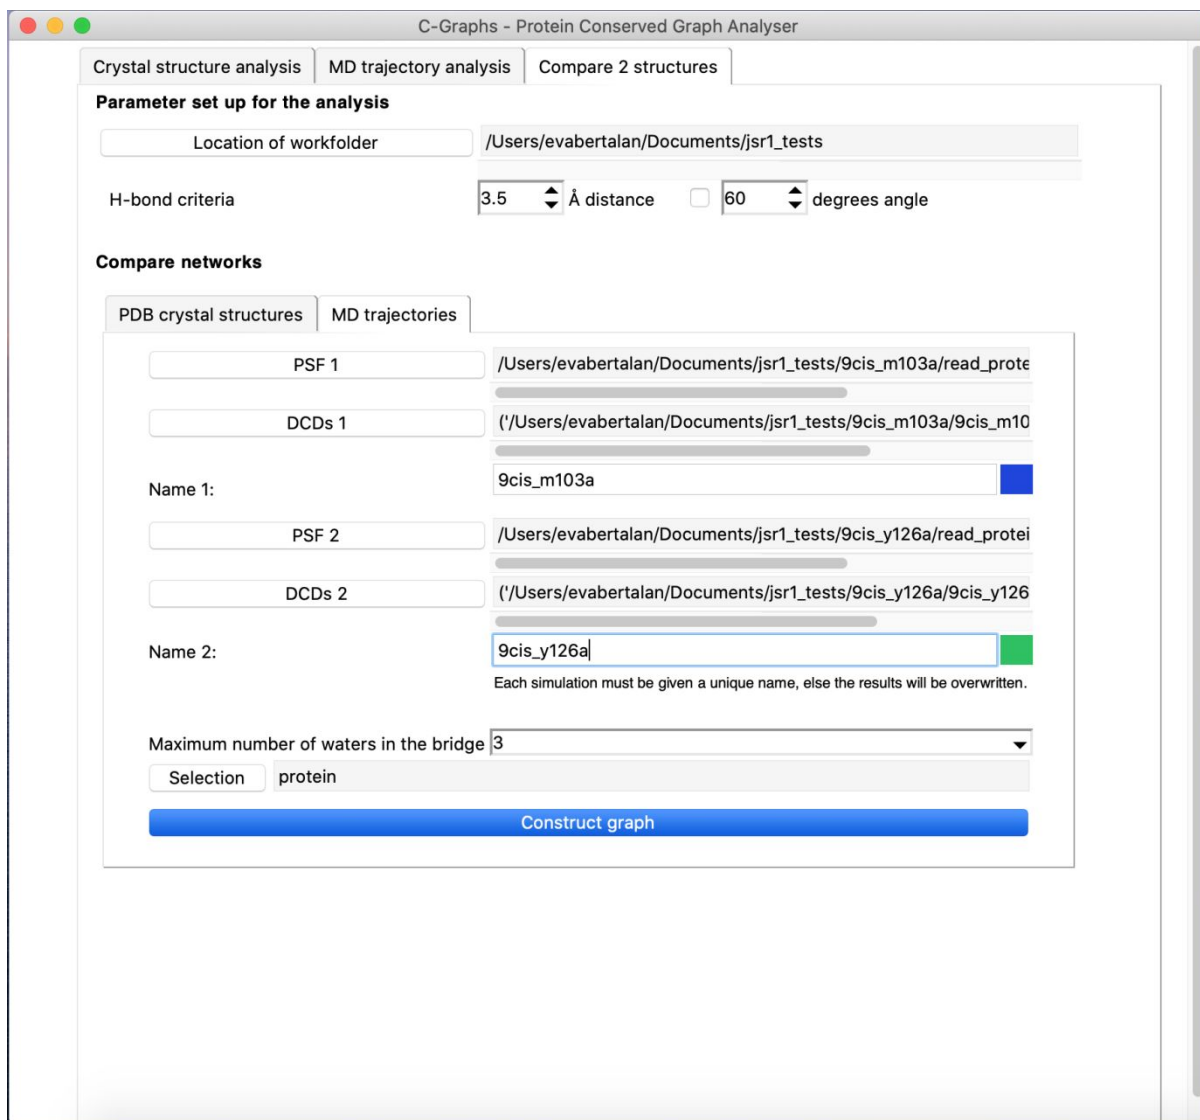 C-Graphs - Protein Conserved Graph Analyser
Crystal structure analysis MD trajectory analysis Compare 2 structures
Parameter set up for the analysis
Location of workfolder /Users/evabertalan/Documents/jsr1_tests
H-bond criteria 3.5 Å distance 60 degrees angle
Compare networks
PDB crystal structures MD trajectories
PSF 1 /Users/evabertalan/Documents/jsr1_tests/9cis_m103a/read_prote
DCDs 1 ('/Users/evabertalan/Documents/jsr1_tests/9cis_m103a/9cis_m10
Name 1: 9cis_m103a
PSF 2 /Users/evabertalan/Documents/jsr1_tests/9cis_y126a/read_protei
DCDs 2 ('/Users/evabertalan/Documents/jsr1_tests/9cis_y126a/9cis_y126
Name 2: 9cis_y126a
Each simulation must be given a unique name, else the results will be overwritten.
Maximum number of waters in the bridge 3
Selection protein
Construct graph